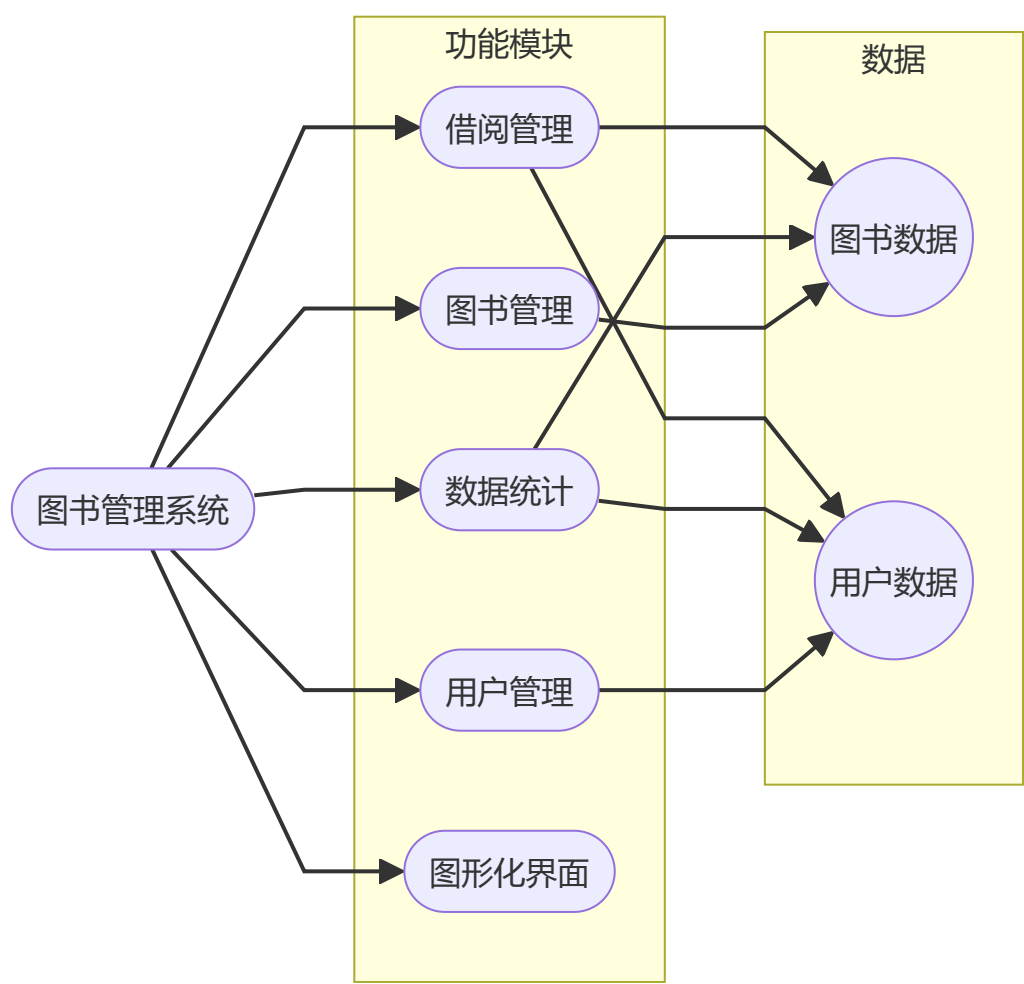 功能模块
数据
借阅管理
图书数据
图书管理
数据统计
图书管理系统
用户数据
用户管理
图形化界面